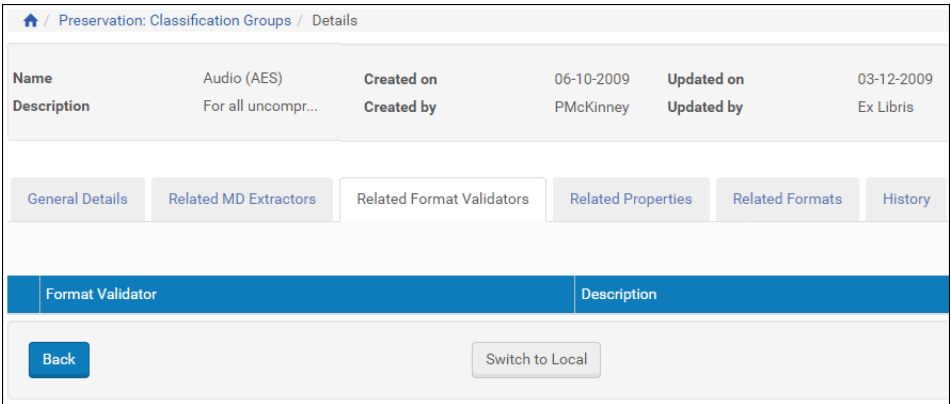 / Preservation: Classification Groups / Details
Name Audio (AES) Created on 06-10-2009 Updated on 03-12-2009
Description For all uncompr... Created by PMcKinney Updated by Ex Libris
General Details Related MD Extractors Related Format Validators Related Properties Related Formats History
Format Validator Description
Back Switch to Local